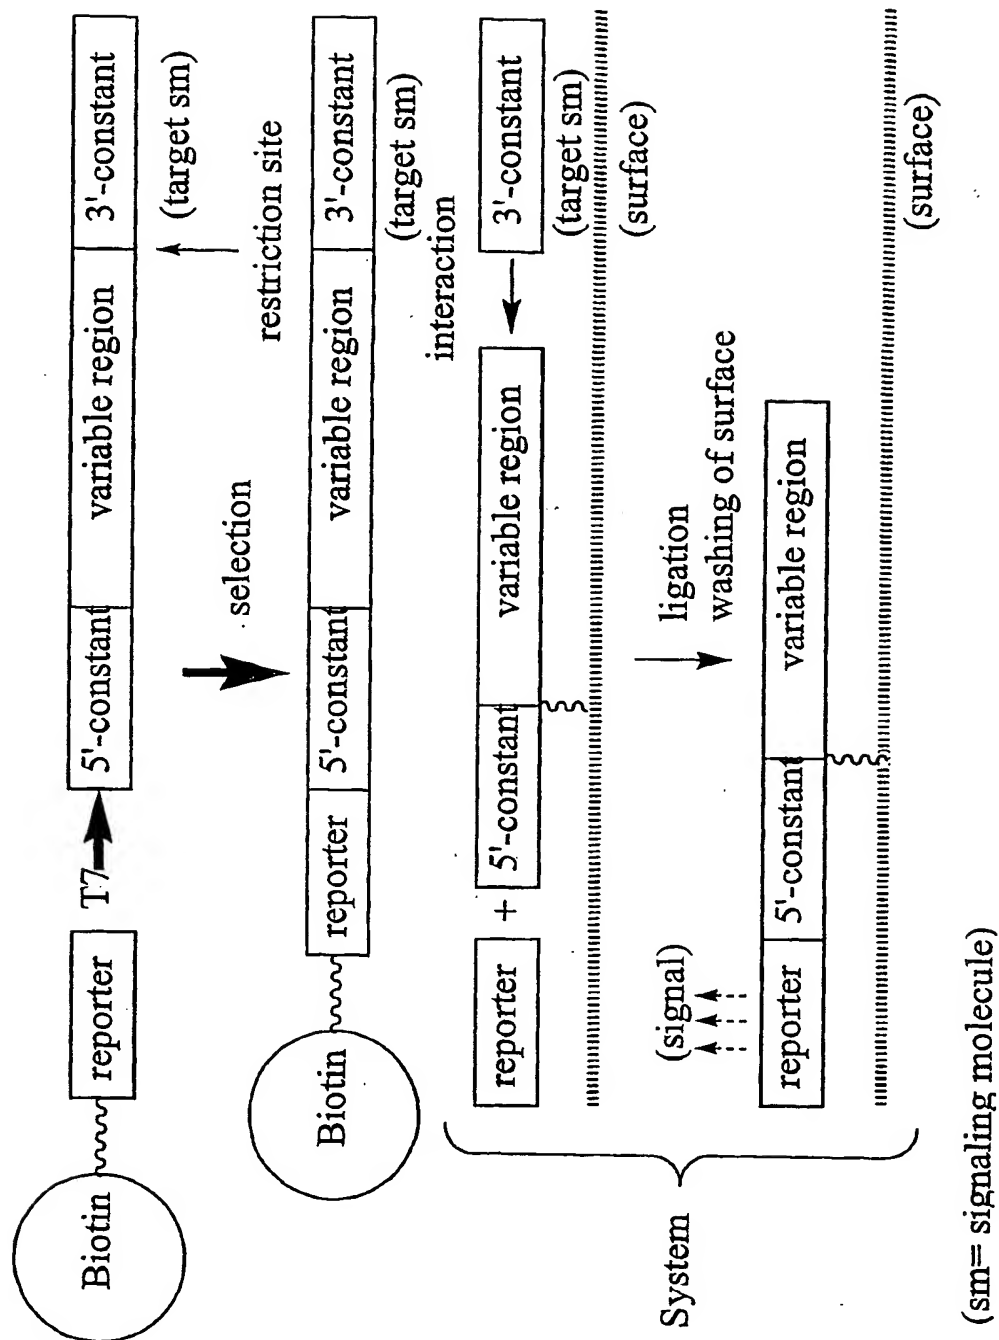 Biotin
reporter
T7
5'-constant
variable region
3'-constant
(target sm)
restriction site
selection
Biotin
reporter
5'-constant
variable region
3'-constant
(target sm)
interaction
reporter
+
5'-constant
variable region
3'-constant
(target sm)
(surface)
ligation
washing of surface
System
(signal)
reporter
5'-constant
variable region
(surface)
(sm= signaling molecule)